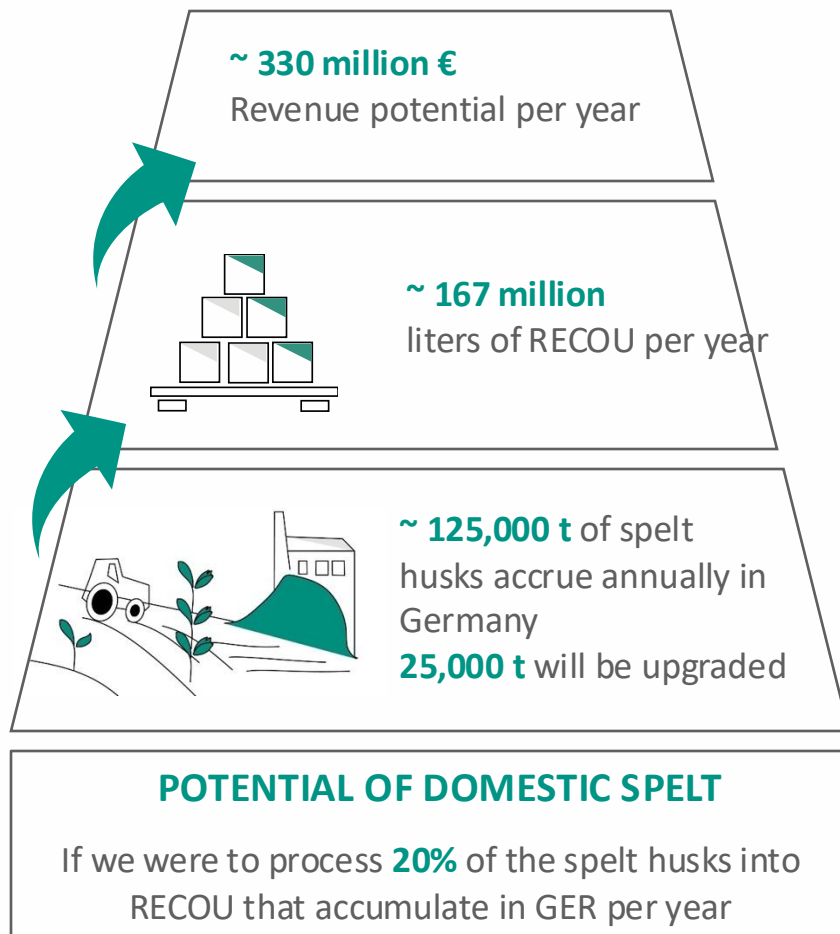 ~ 330 million €
Revenue potential per year
~ 167 million
liters of RECOU per year
~ 125,000 t of spelt
husks accrue annually in
Germany
25,000 t will be upgraded
POTENTIAL OF DOMESTIC SPELT
If we were to process 20% of the spelt husks into
RECOU that accumulate in GER per year